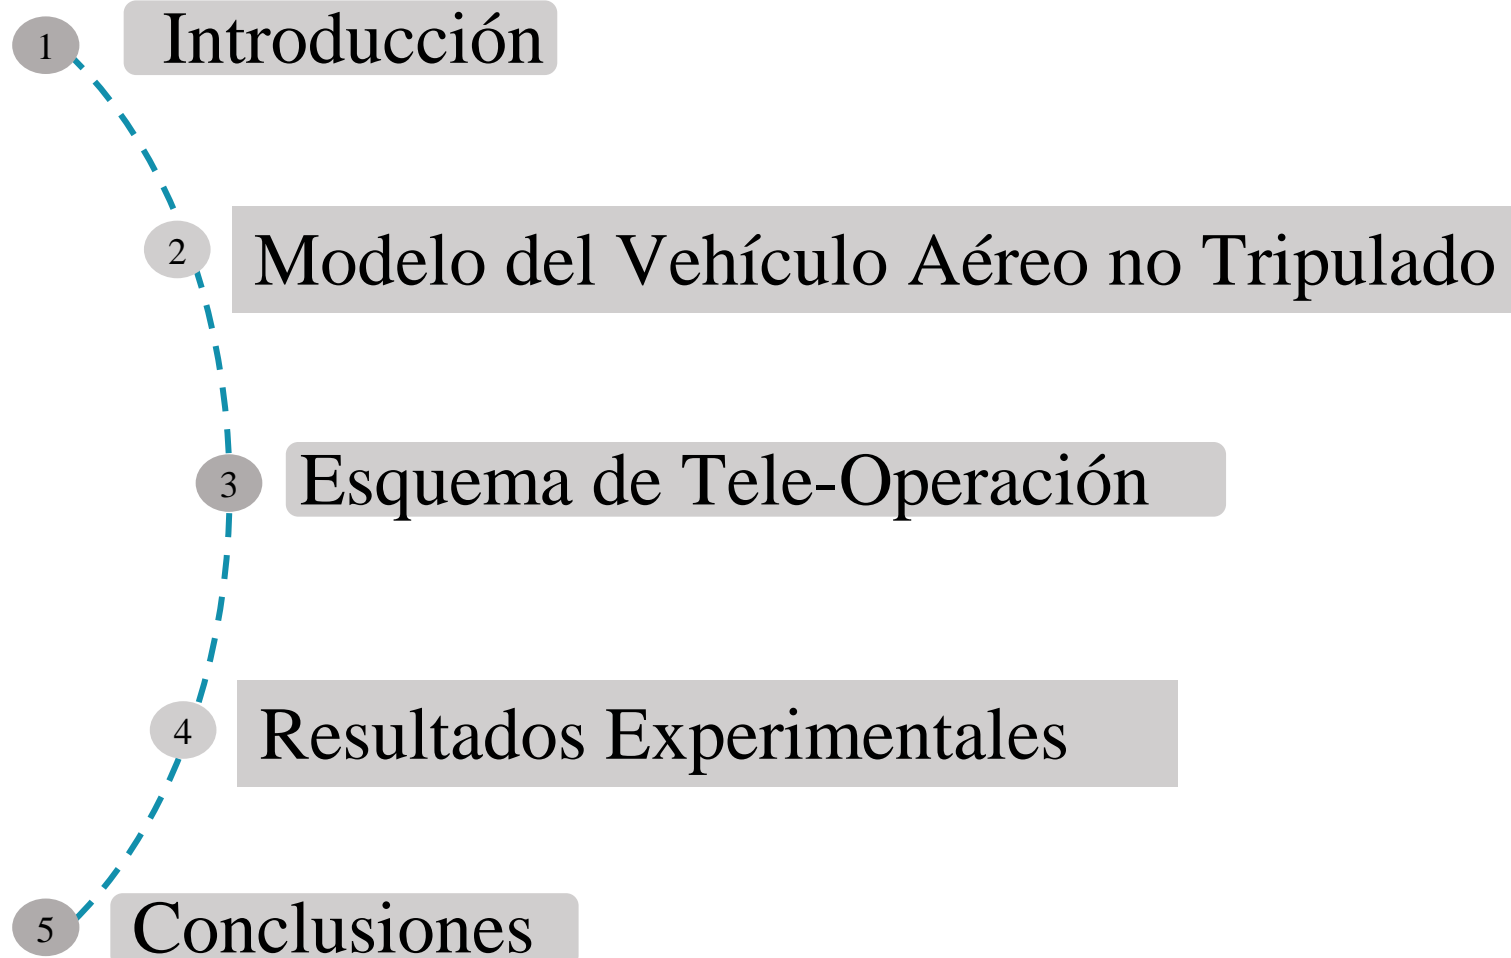 1 Introducción
2 Modelo del Vehículo Aéreo no Tripulado
3 Esquema de Tele-Operación
4 Resultados Experimentales
5 Conclusiones